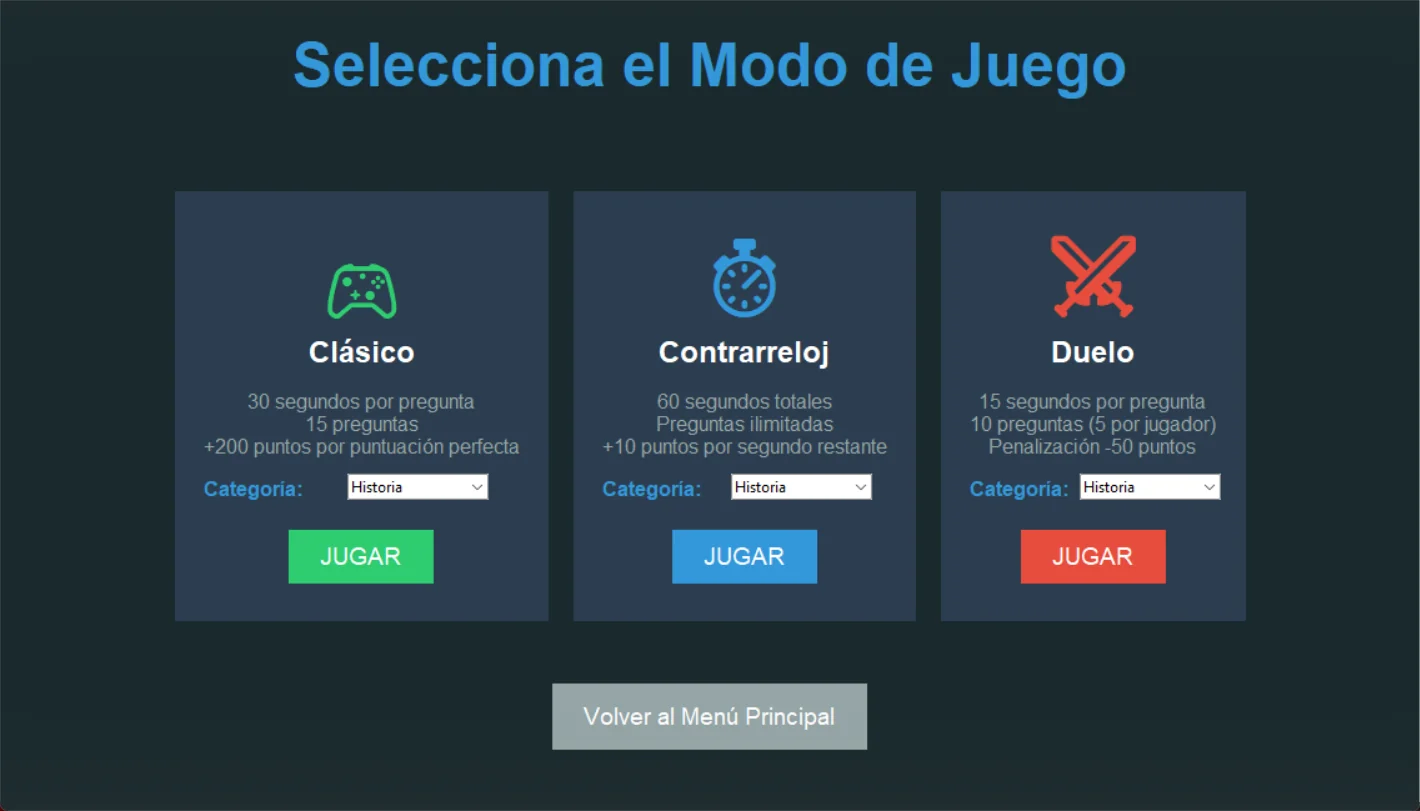 Selecciona el Modo de Juego
Clásico
30 segundos por pregunta
15 preguntas
+200 puntos por puntuación perfecta
Categoría: Historia
JUGAR
Contrarreloj
60 segundos totales
Preguntas ilimitadas
+10 puntos por segundo restante
Categoría: Historia
JUGAR
Duelo
15 segundos por pregunta
10 preguntas (5 por jugador)
Penalización -50 puntos
Categoría: Historia
JUGAR
Volver al Menú Principal